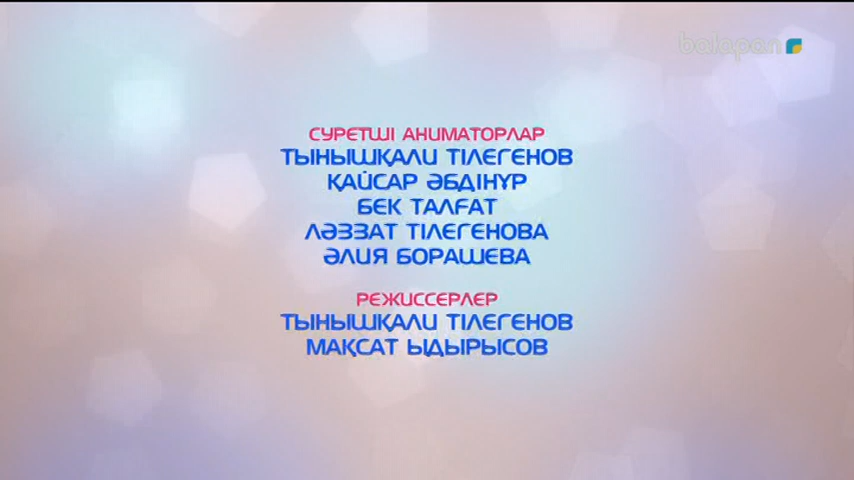 balapan
СУРЕТШІ АНИМАТОРЛАР
ТЫНЫШҚАЛИ ТІЛЕГЕНОВ
ҚАЙСАР ӘБДІНҰР
БЕК ТАЛҒАТ
ЛӘЗЗАТ ТІЛЕГЕНОВА
ӘЛИЯ БОРАШЕВА
РЕЖИССЕРЛЕР
ТЫНЫШҚАЛИ ТІЛЕГЕНОВ
МАҚСАТ ЫДЫРЫСОВ